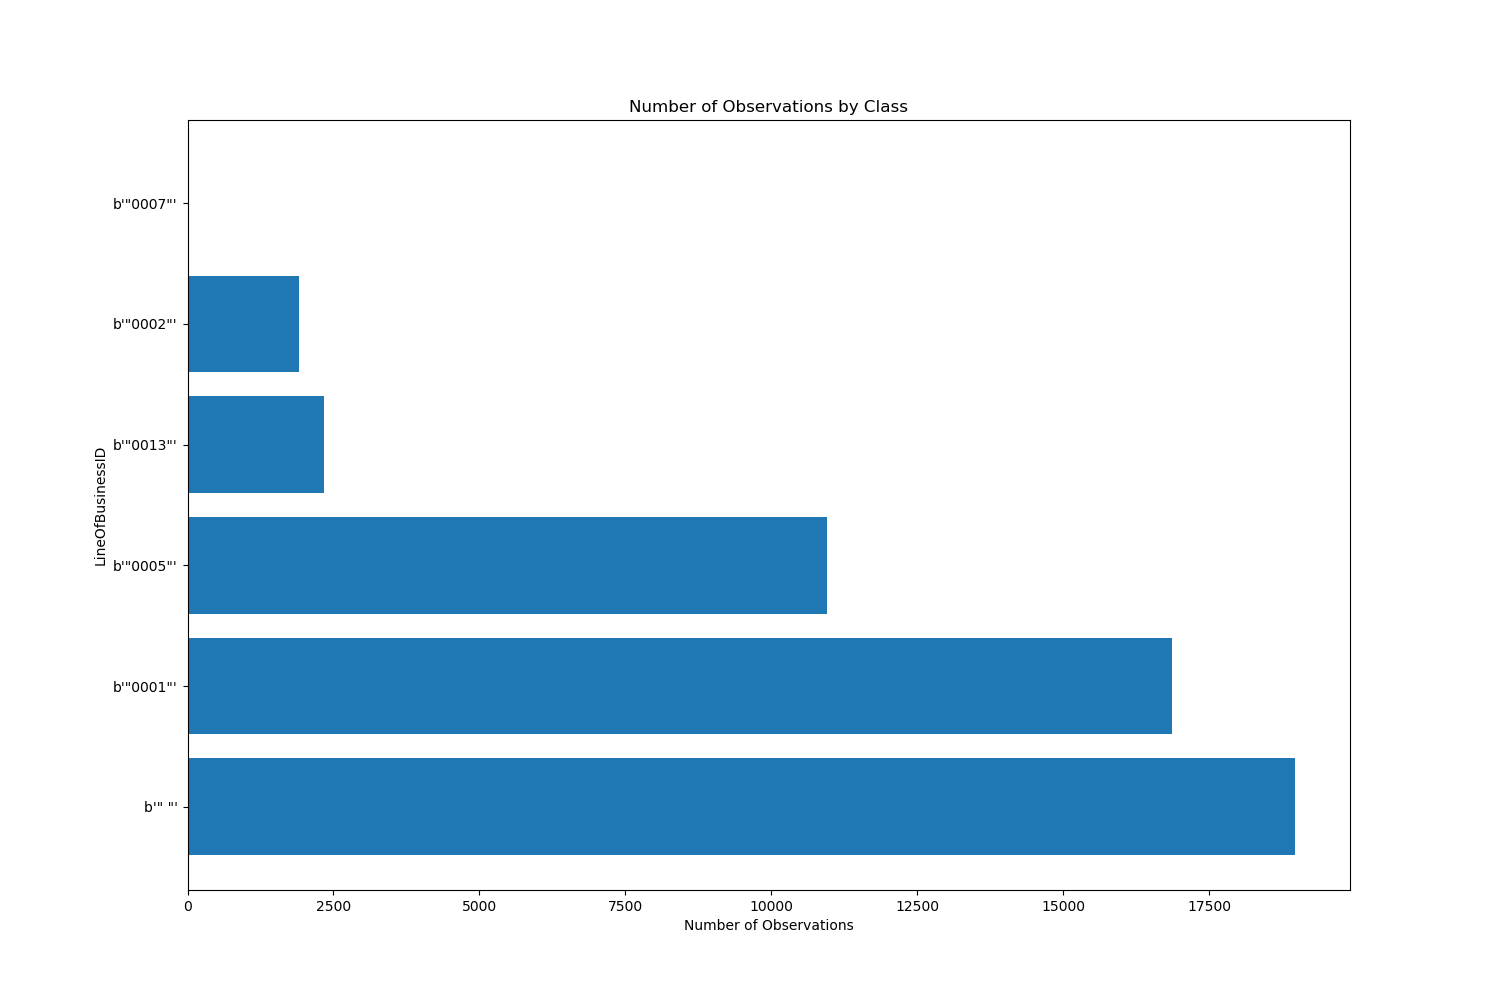 Number of Observations by Class
b'"0007"'
b'"0002"'
b'"0013"'
b'"0005"'
b'"0001"'
b'" "'
LineOfBusinessID
0 2500 5000 7500 10000 12500 15000 17500
Number of Observations